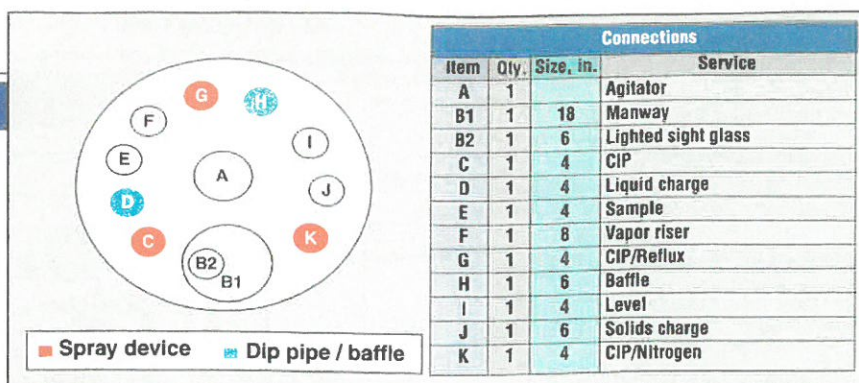 G
H
F
I
E
A
J
D
C
K
B2
B1
Spray device
Dip pipe / baffle
Connections
Item Qty. Size, in. Service
A 1 Agitator
B1 1 18 Manway
B2 1 6 Lighted sight glass
C 1 4 CIP
D 1 4 Liquid charge
E 1 4 Sample
F 1 8 Vapor riser
G 1 4 CIP/Reflux
H 1 6 Baffle
I 1 4 Level
J 1 6 Solids charge
K 1 4 CIP/Nitrogen